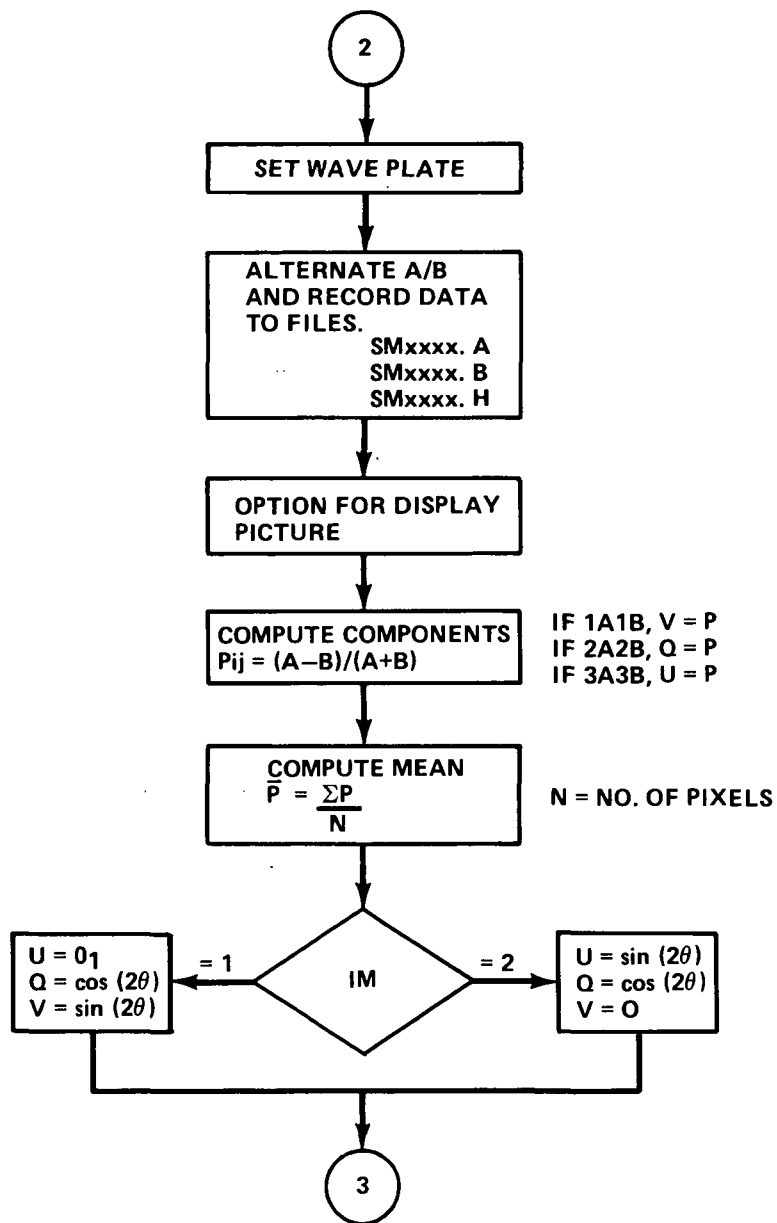 2
SET WAVE PLATE
ALTERNATE A/B
AND RECORD DATA
TO FILES.
SMxxxx. A
SMxxxx. B
SMxxxx. H
OPTION FOR DISPLAY
PICTURE
COMPUTE COMPONENTS
Pij = (A−B)/(A+B)
IF 1A1B, V = P
IF 2A2B, Q = P
IF 3A3B, U = P
COMPUTE MEAN
P̅ = ΣP
N
N = NO. OF PIXELS
U = 0₁
Q = cos (2θ)
V = sin (2θ)
= 1
IM
= 2
U = sin (2θ)
Q = cos (2θ)
V = O
3